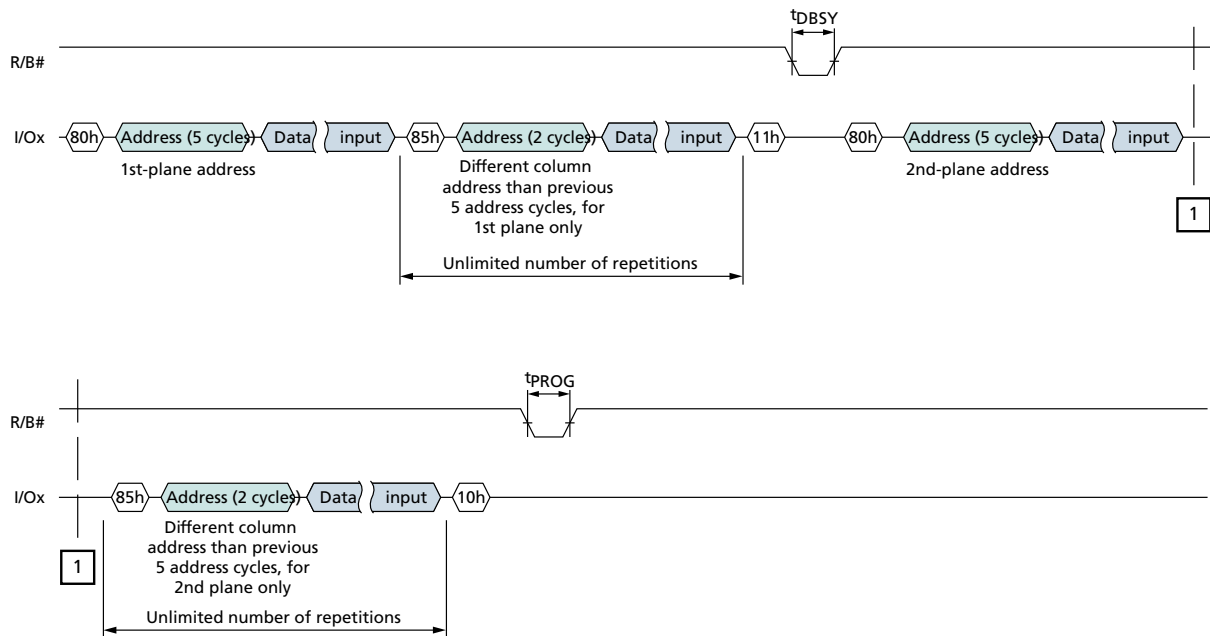 tDBSY
R/B#
I/Ox 80h Address (5 cycles) Data input 85h Address (2 cycles) Data input 11h 80h Address (5 cycles) Data input
1st-plane address
Different column
address than previous
5 address cycles, for
1st plane only
2nd-plane address
1
Unlimited number of repetitions
tPROG
R/B#
I/Ox 85h Address (2 cycles) Data input 10h
1
Different column
address than previous
5 address cycles, for
2nd plane only
Unlimited number of repetitions